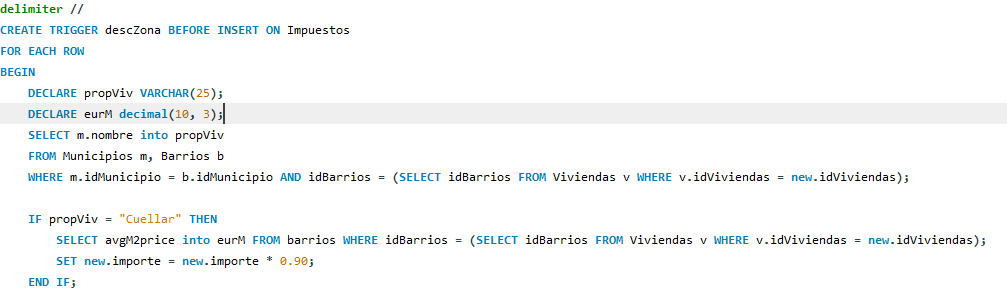 delimiter //
CREATE TRIGGER descZona BEFORE INSERT ON Impuestos
FOR EACH ROW
BEGIN
DECLARE propViv VARCHAR(25);
DECLARE eurM decimal(10, 3);
SELECT m.nombre into propViv
FROM Municipios m, Barrios b
WHERE m.idMunicipio = b.idMunicipio AND idBarrios = (SELECT idBarrios FROM Viviendas v WHERE v.idViviendas = new.idViviendas);
IF propViv = "Cuellar" THEN
SELECT avgM2price into eurM FROM barrios WHERE idBarrios = (SELECT idBarrios FROM Viviendas v WHERE v.idViviendas = new.idViviendas);
SET new.importe = new.importe * 0.90;
END IF;